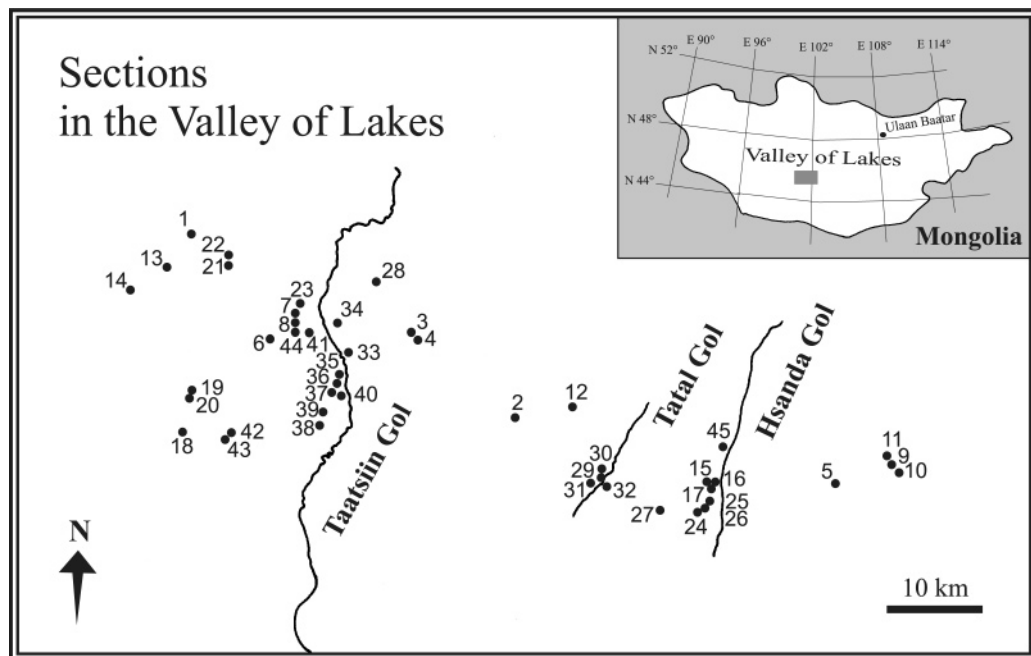 Sections
in the Valley of Lakes
E 90°
E 96°
E 102°
E 108°
E 114°
N 52°
N 48°
N 44°
Ulaan Baatar
Valley of Lakes
Mongolia
1
22
21
13
14
28
23
7
8
44
41
6
34
3
4
33
35
36
37
40
39
38
19
20
18
42
43
Taatsiin Gol
2
12
Tatal Gol
Hsanda Gol
30
29
31
32
27
45
15
16
17
25
24
26
5
11
9
10
N
10 km